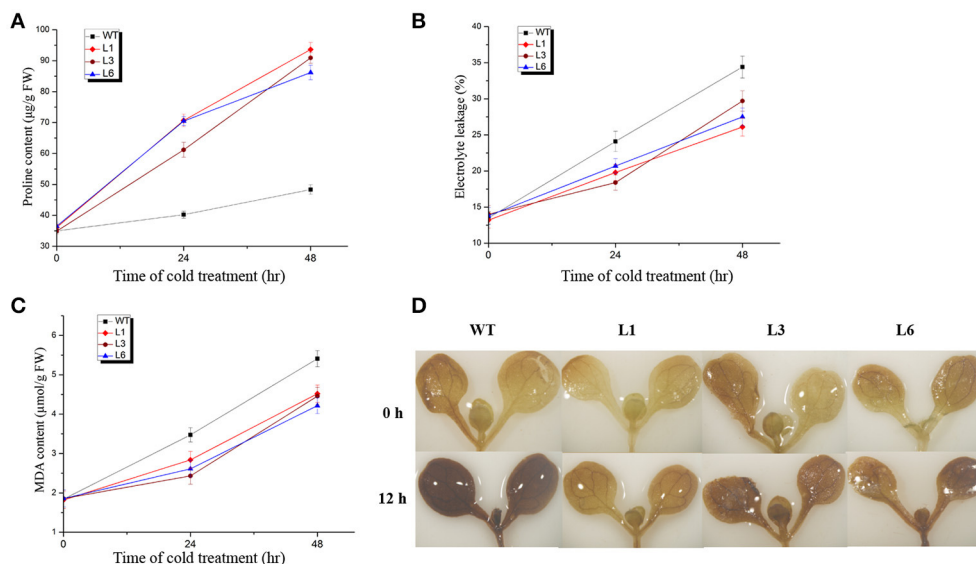 A
WT
L1
L3
L6
Proline content (µg/g FW)
100
90
80
70
60
50
40
30
0
24
48
Time of cold treatment (hr)
B
WT
L1
L3
L6
Electrolyte leakage (%)
40
35
30
25
20
15
10
0
24
48
Time of cold treatment (hr)
C
WT
L1
L3
L6
MDA content (µmol/g FW)
6
5
4
3
2
1
0
24
48
Time of cold treatment (hr)
D
WT L1 L3 L6
0 h
12 h